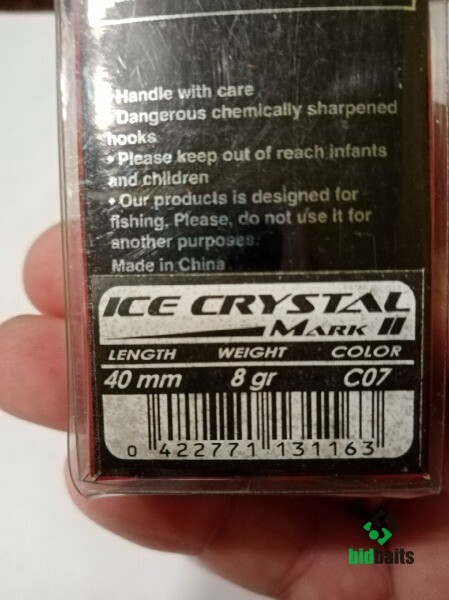 • Handle with care
• Dangerous chemically sharpened
hooks
• Please keep out of reach infants
and children
• Our products is designed for
fishing. Please, do not use it for
another purposes.
Made in China
ICE CRYSTAL
MARK II
LENGTH WEIGHT COLOR
40 mm 8 gr C07
0 422771 131163
bidbaits